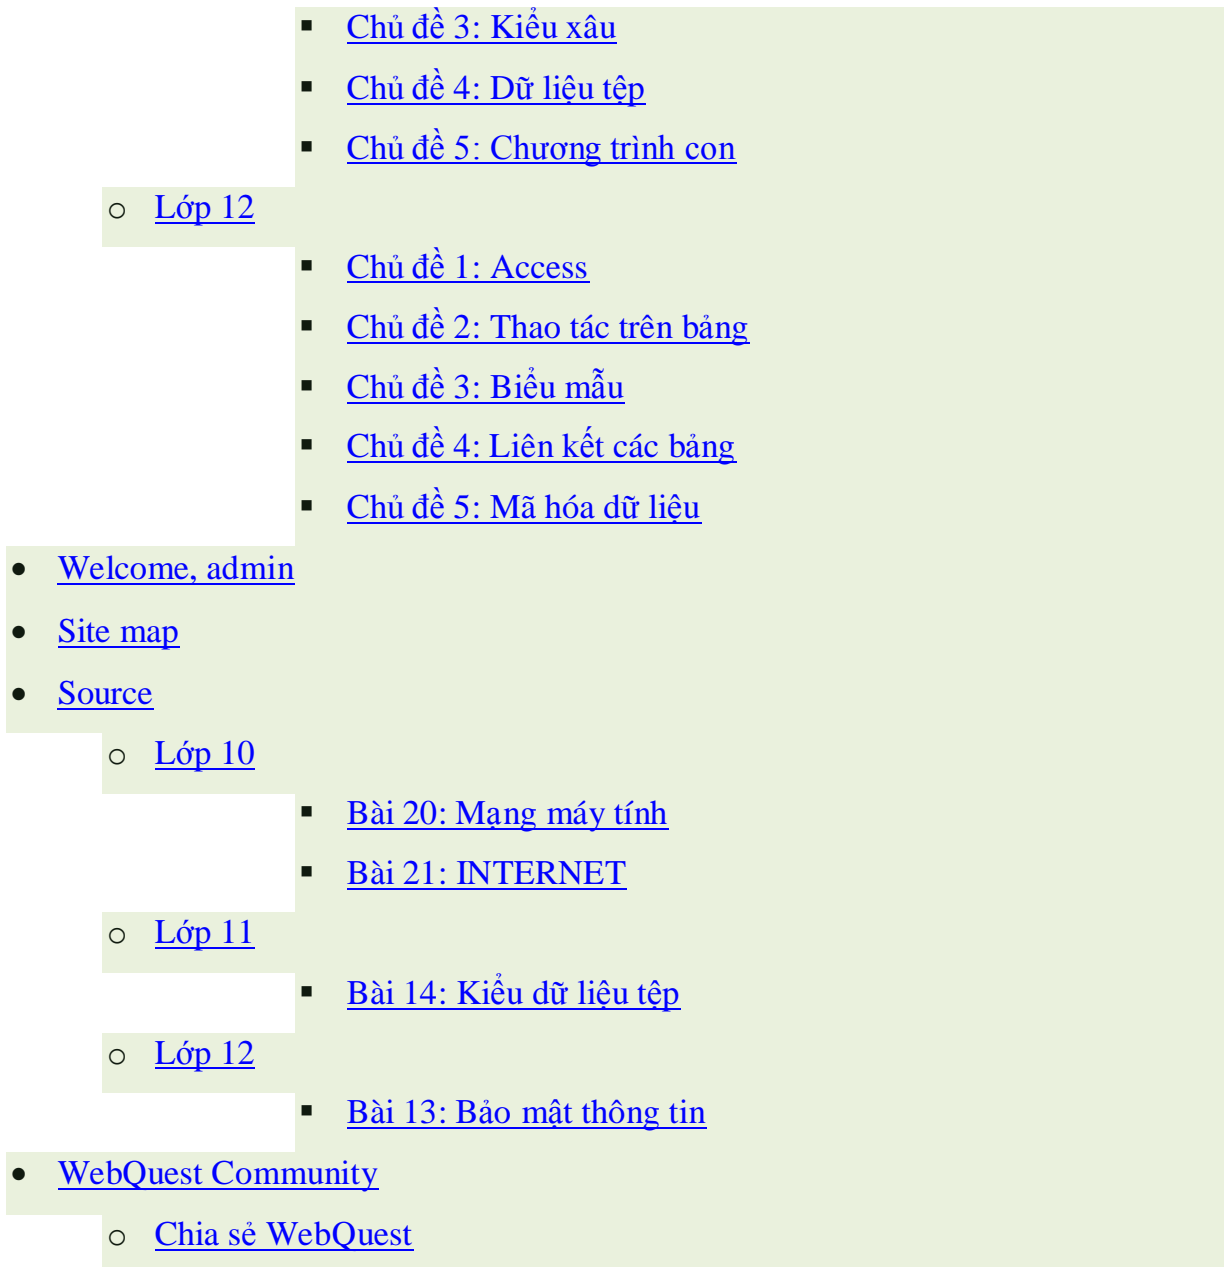 Chủ đề 3: Kiểu xâu
Chủ đề 4: Dữ liệu tệp
Chủ đề 5: Chương trình con
Lớp 12
Chủ đề 1: Access
Chủ đề 2: Thao tác trên bảng
Chủ đề 3: Biểu mẫu
Chủ đề 4: Liên kết các bảng
Chủ đề 5: Mã hóa dữ liệu
Welcome, admin
Site map
Source
Lớp 10
Bài 20: Mạng máy tính
Bài 21: INTERNET
Lớp 11
Bài 14: Kiểu dữ liệu tệp
Lớp 12
Bài 13: Bảo mật thông tin
WebQuest Community
Chia sẻ WebQuest